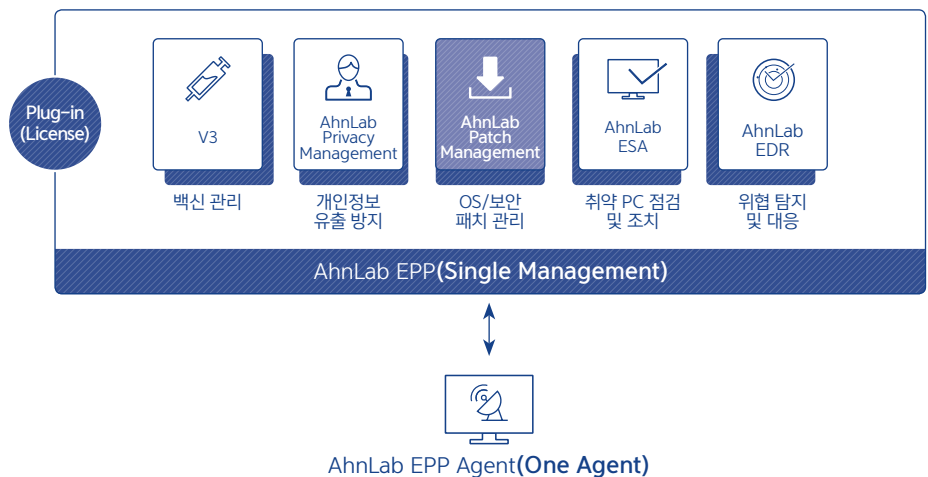 Plug-in
(License)
V3
AhnLab
Privacy
Management
AhnLab
Patch
Management
AhnLab
ESA
AhnLab
EDR
백신 관리
개인정보
유출 방지
OS/보안
패치 관리
취약 PC 점검
및 조치
위협 탐지
및 대응
AhnLab EPP(Single Management)
AhnLab EPP Agent(One Agent)